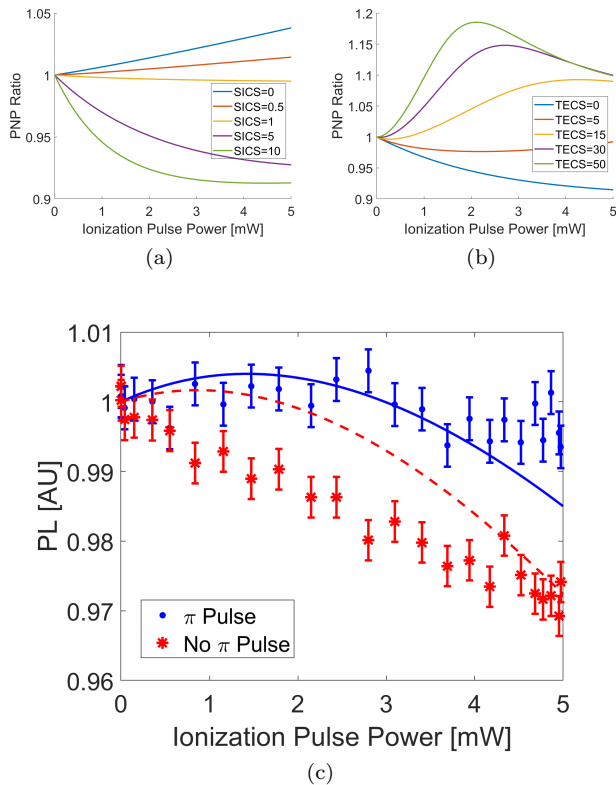 1.05
1
0.95
0.9
PNP Ratio
SICS=0
SICS=0.5
SICS=1
SICS=5
SICS=10
0 1 2 3 4 5
Ionization Pulse Power [mW]
(a)
1.2
1.15
1.1
1.05
1
0.95
0.9
PNP Ratio
TECS=0
TECS=5
TECS=15
TECS=30
TECS=50
0 1 2 3 4 5
Ionization Pulse Power [mW]
(b)
1.01
1
0.99
0.98
0.97
0.96
PL [AU]
π Pulse
No π Pulse
0 1 2 3 4 5
Ionization Pulse Power [mW]
(c)